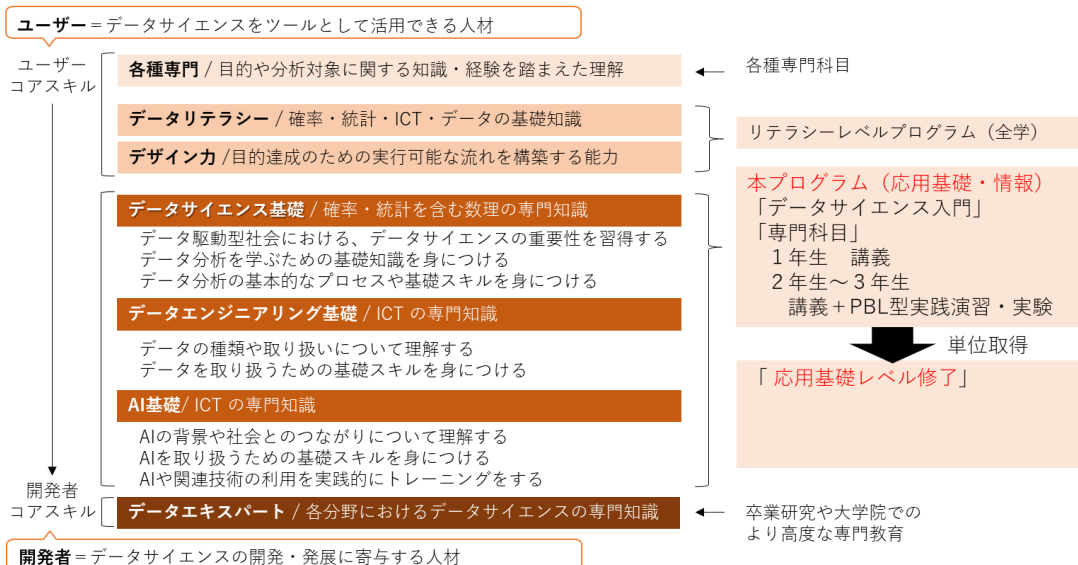 ユーザー＝データサイエンスをツールとして活用できる人材
ユーザー
コアスキル
各種専門 / 目的や分析対象に関する知識・経験を踏まえた理解
各種専門科目
データリテラシー / 確率・統計・ICT・データの基礎知識
デザイン力 /目的達成のための実行可能な流れを構築する能力
リテラシーレベルプログラム（全学）
データサイエンス基礎 / 確率・統計を含む数理の専門知識
データ駆動型社会における、データサイエンスの重要性を習得する
データ分析を学ぶための基礎知識を身につける
データ分析の基本的なプロセスや基礎スキルを身につける
データエンジニアリング基礎 / ICT の専門知識
データの種類や取り扱いについて理解する
データを取り扱うための基礎スキルを身につける
AI基礎/ ICT の専門知識
AIの背景や社会とのつながりについて理解する
AIを取り扱うための基礎スキルを身につける
AIや関連技術の利用を実践的にトレーニングをする
本プログラム（応用基礎・情報）
「データサイエンス入門」
「専門科目」
１年生　講義
２年生～３年生
講義＋PBL型実践演習・実験
単位取得
「 応用基礎レベル修了」
開発者
コアスキル
データエキスパート / 各分野におけるデータサイエンスの専門知識
卒業研究や大学院での
より高度な専門教育
開発者＝データサイエンスの開発・発展に寄与する人材